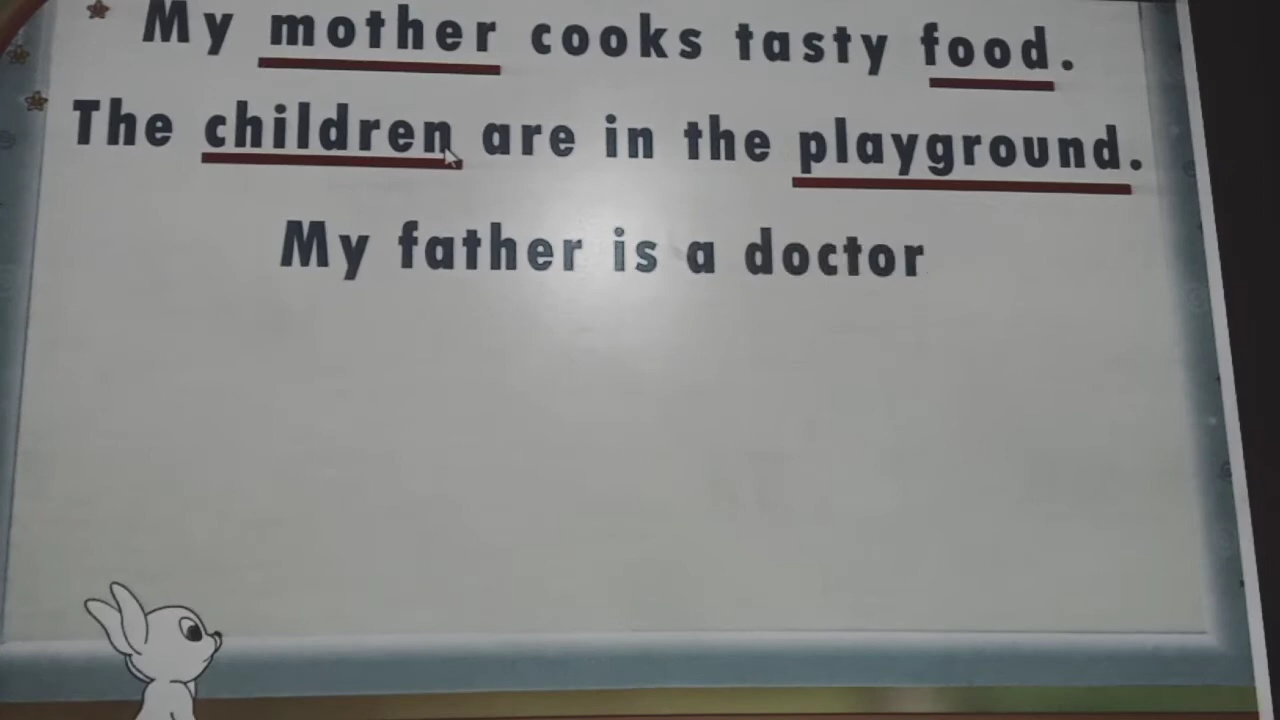 My mother cooks tasty food.
The children are in the playground.
My father is a doctor